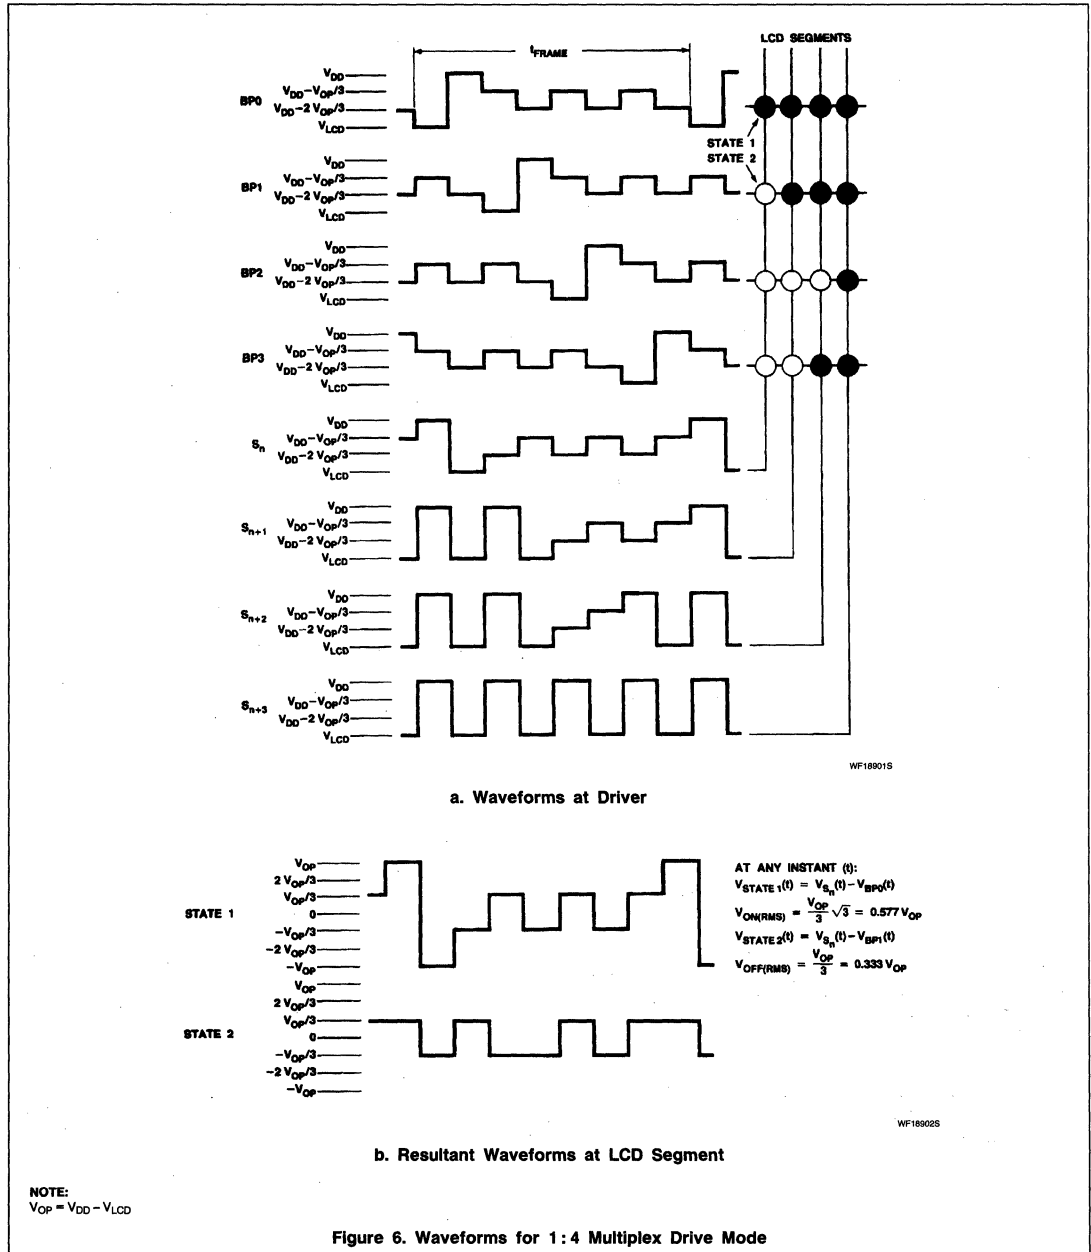 LCD SEGMENTS
tFRAME
BP0
VDD
VDD−VOP/3
VDD−2 VOP/3
VLCD
STATE 1
STATE 2
BP1
VDD
VDD−VOP/3
VDD−2 VOP/3
VLCD
BP2
VDD
VDD−VOP/3
VDD−2 VOP/3
VLCD
BP3
VDD
VDD−VOP/3
VDD−2 VOP/3
VLCD
Sn
VDD
VDD−VOP/3
VDD−2 VOP/3
VLCD
Sn+1
VDD
VDD−VOP/3
VDD−2 VOP/3
VLCD
Sn+2
VDD
VDD−VOP/3
VDD−2 VOP/3
VLCD
Sn+3
VDD
VDD−VOP/3
VDD−2 VOP/3
VLCD
WF18901S
a. Waveforms at Driver
STATE 1
VOP
2 VOP/3
VOP/3
0
−VOP/3
−2 VOP/3
−VOP
STATE 2
VOP
2 VOP/3
VOP/3
0
−VOP/3
−2 VOP/3
−VOP
AT ANY INSTANT (t):
VSTATE 1(t) = VSn(t) − VBP0(t)
VON(RMS) = VOP/3 √3 = 0.577 VOP
VSTATE 2(t) = VSn(t) − VBP1(t)
VOFF(RMS) = VOP/3 = 0.333 VOP
WF18902S
b. Resultant Waveforms at LCD Segment
NOTE:
VOP = VDD − VLCD
Figure 6. Waveforms for 1:4 Multiplex Drive Mode